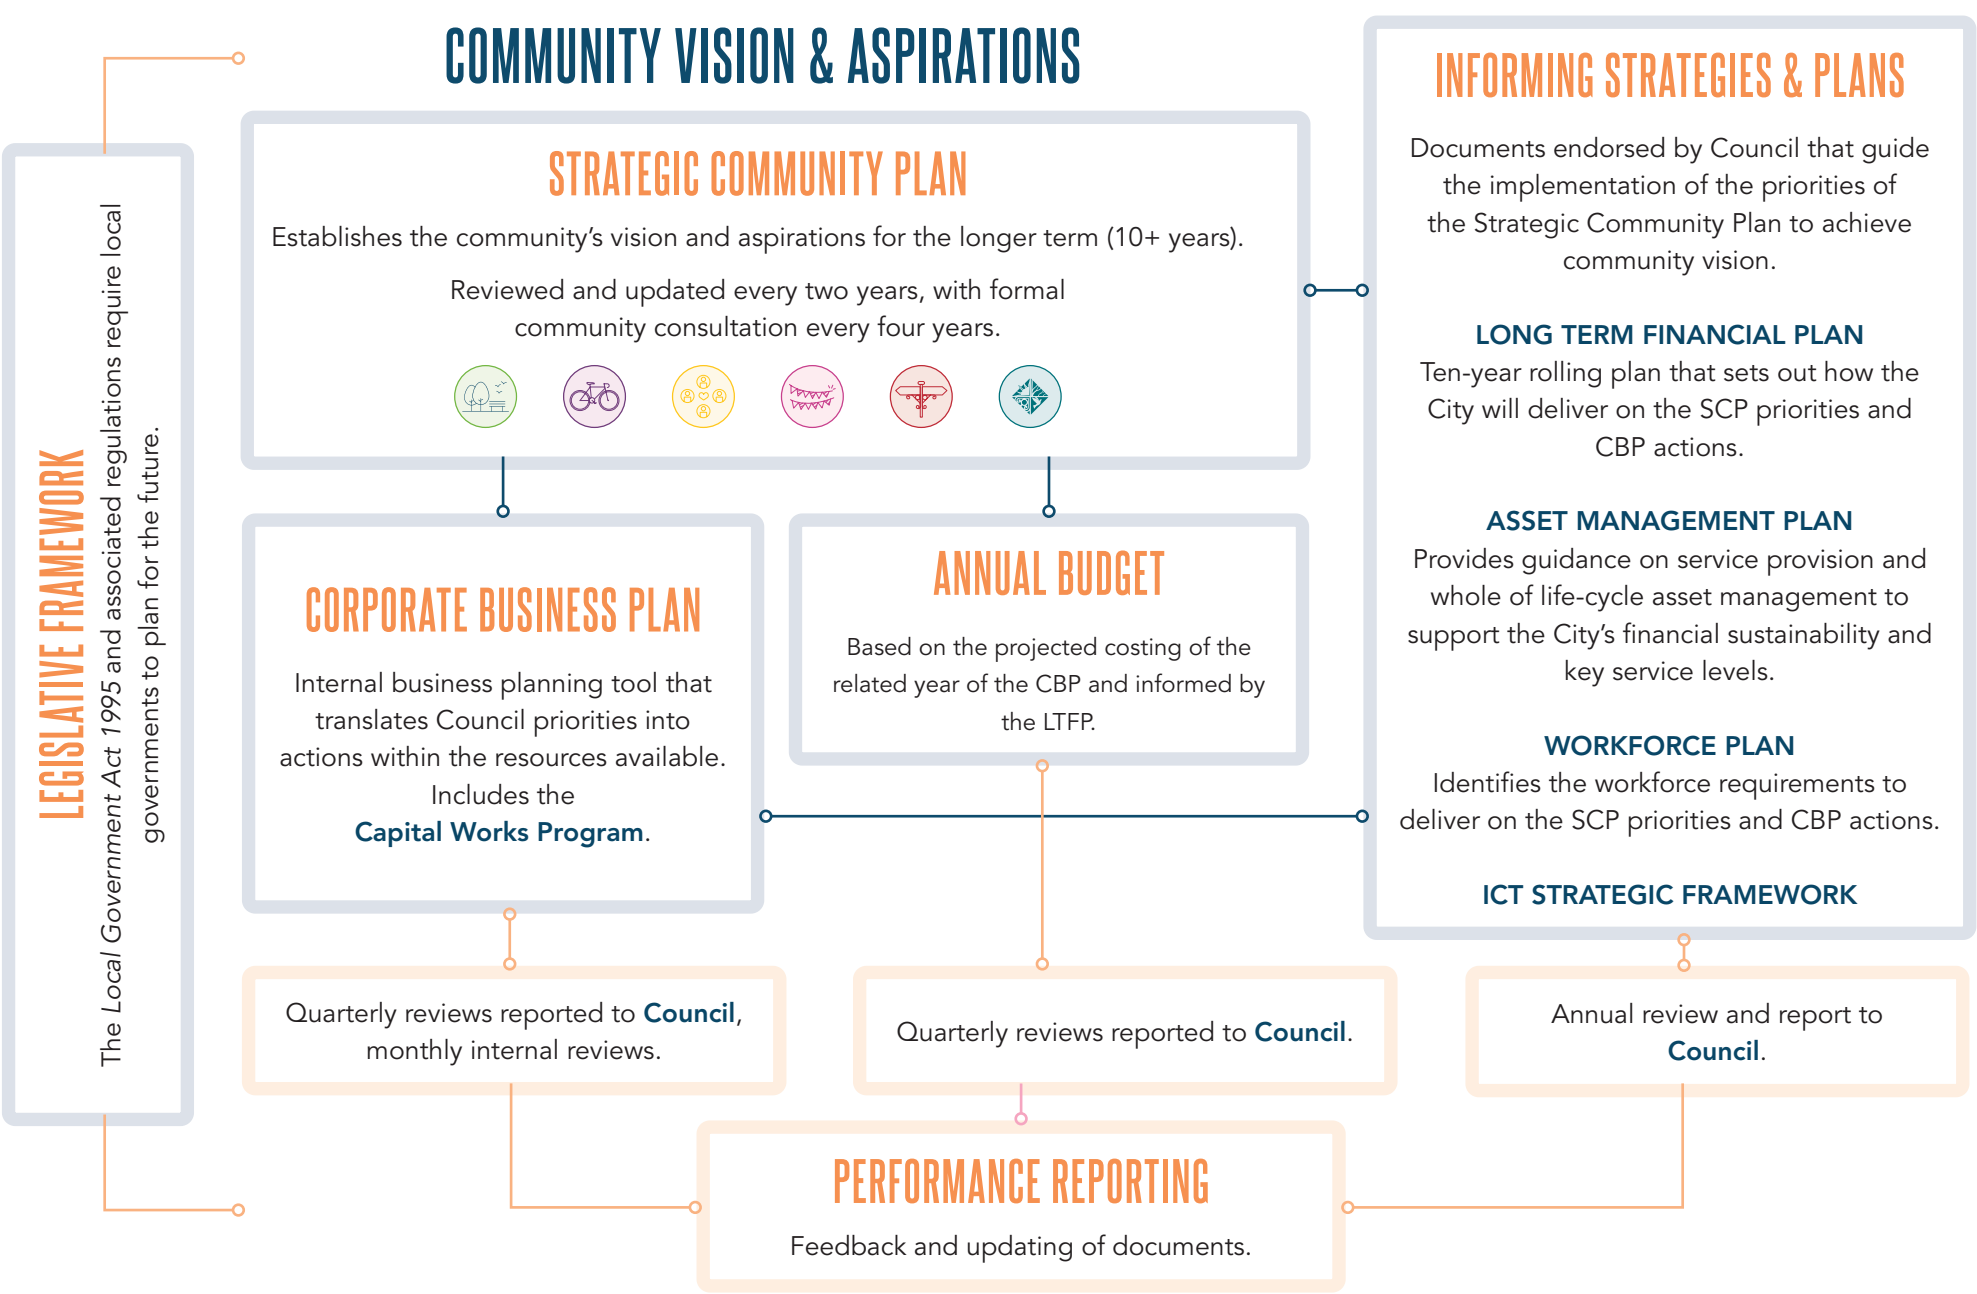 COMMUNITY VISION & ASPIRATIONS
LEGISLATIVE FRAMEWORK
The Local Government Act 1995 and associated regulations require local
governments to plan for the future.
STRATEGIC COMMUNITY PLAN
Establishes the community’s vision and aspirations for the longer term (10+ years).
Reviewed and updated every two years, with formal
community consultation every four years.
CORPORATE BUSINESS PLAN
Internal business planning tool that
translates Council priorities into
actions within the resources available.
Includes the
Capital Works Program.
ANNUAL BUDGET
Based on the projected costing of the
related year of the CBP and informed by
the LTFP.
INFORMING STRATEGIES & PLANS
Documents endorsed by Council that guide
the implementation of the priorities of
the Strategic Community Plan to achieve
community vision.
LONG TERM FINANCIAL PLAN
Ten-year rolling plan that sets out how the
City will deliver on the SCP priorities and
CBP actions.
ASSET MANAGEMENT PLAN
Provides guidance on service provision and
whole of life-cycle asset management to
support the City’s financial sustainability and
key service levels.
WORKFORCE PLAN
Identifies the workforce requirements to
deliver on the SCP priorities and CBP actions.
ICT STRATEGIC FRAMEWORK
Quarterly reviews reported to Council,
monthly internal reviews.
Quarterly reviews reported to Council.
Annual review and report to
Council.
PERFORMANCE REPORTING
Feedback and updating of documents.